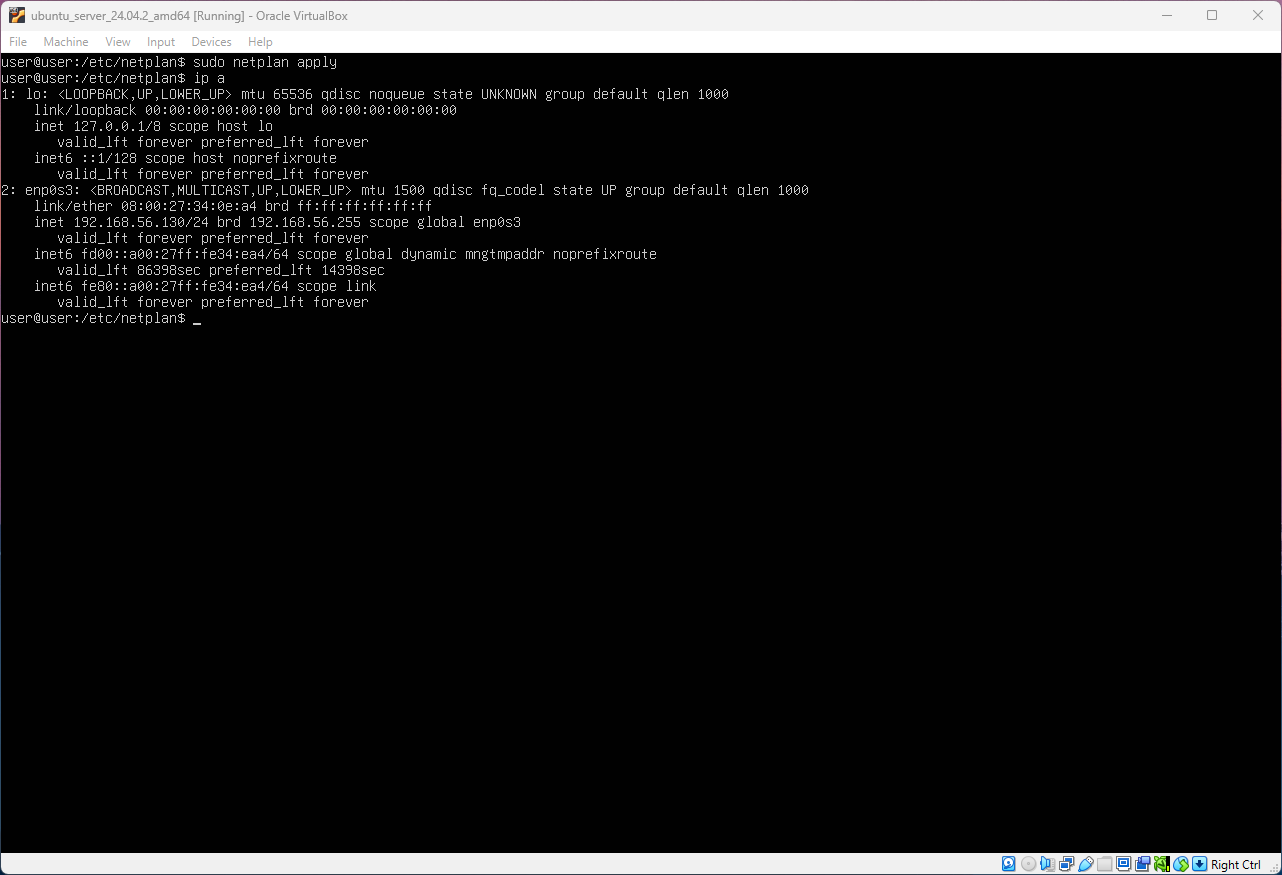 ubuntu_server_24.04.2_amd64 [Running] - Oracle VirtualBox
File Machine View Input Devices Help
user@user:/etc/netplan$ sudo netplan apply
user@user:/etc/netplan$ ip a
1: lo: <LOOPBACK,UP,LOWER_UP> mtu 65536 qdisc noqueue state UNKNOWN group default qlen 1000
    link/loopback 00:00:00:00:00:00 brd 00:00:00:00:00:00
    inet 127.0.0.1/8 scope host lo
       valid_lft forever preferred_lft forever
    inet6 ::1/128 scope host noprefixroute
       valid_lft forever preferred_lft forever
2: enp0s3: <BROADCAST,MULTICAST,UP,LOWER_UP> mtu 1500 qdisc fq_codel state UP group default qlen 1000
    link/ether 08:00:27:34:0e:a4 brd ff:ff:ff:ff:ff:ff
    inet 192.168.56.130/24 brd 192.168.56.255 scope global enp0s3
       valid_lft forever preferred_lft forever
    inet6 fd00::a00:27ff:fe34:ea4/64 scope global dynamic mngtmpaddr noprefixroute
       valid_lft 86398sec preferred_lft 14398sec
    inet6 fe80::a00:27ff:fe34:ea4/64 scope link
       valid_lft forever preferred_lft forever
user@user:/etc/netplan$ _
Right Ctrl